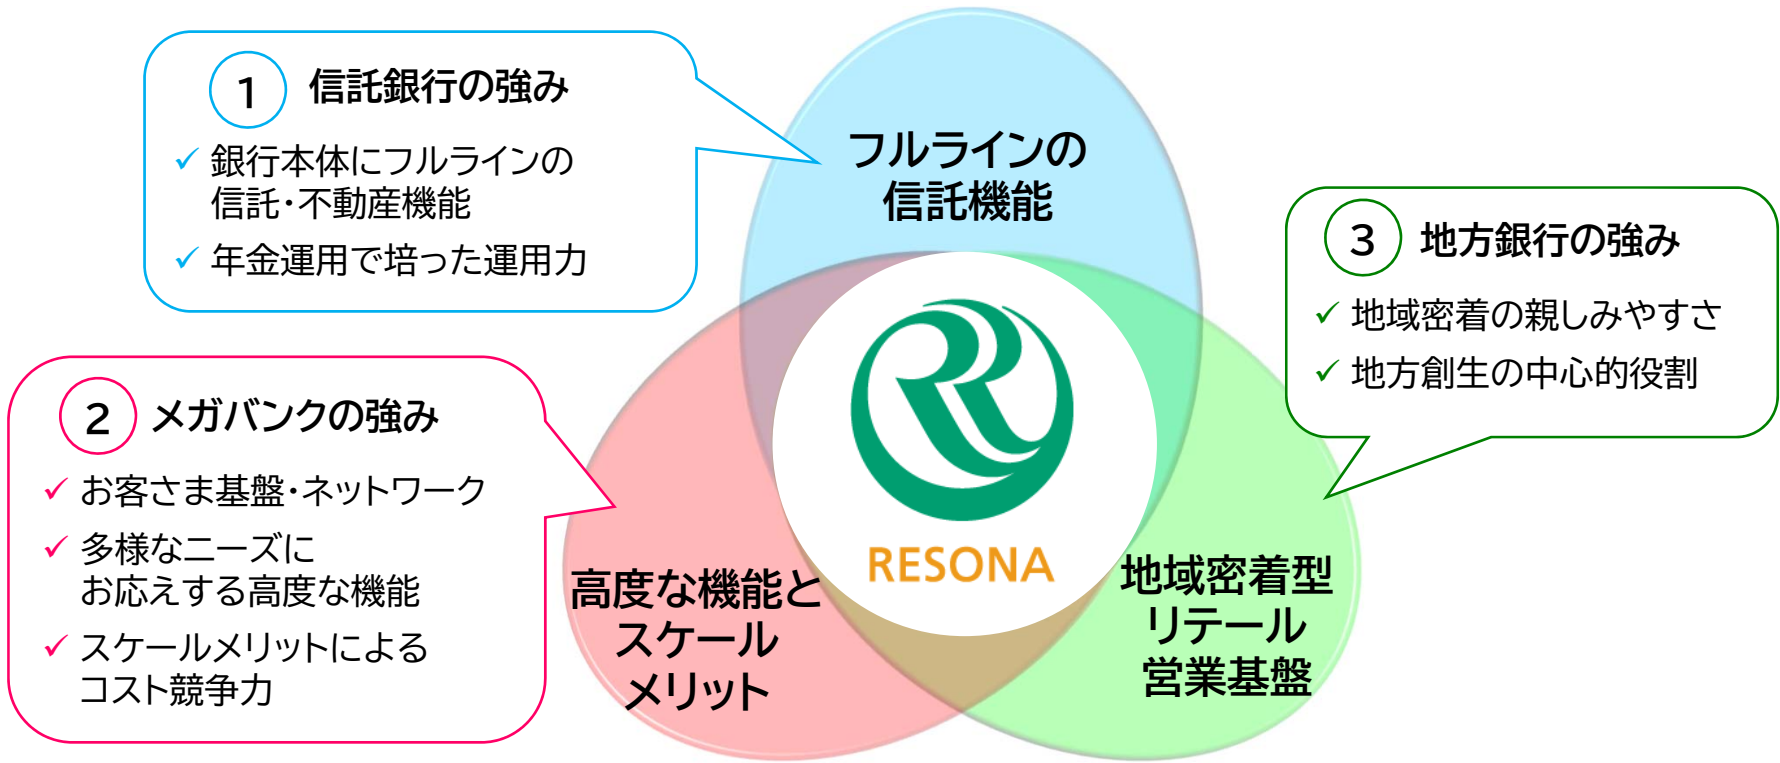 1 信託銀行の強み
✓ 銀行本体にフルラインの
信託・不動産機能
✓ 年金運用で培った運用力
フルラインの
信託機能
2 メガバンクの強み
✓ お客さま基盤・ネットワーク
✓ 多様なニーズに
お応えする高度な機能
✓ スケールメリットによる
コスト競争力
高度な機能と
スケール
メリット
3 地方銀行の強み
✓ 地域密着の親しみやすさ
✓ 地方創生の中心的役割
地域密着型
リテール
営業基盤
RESONA